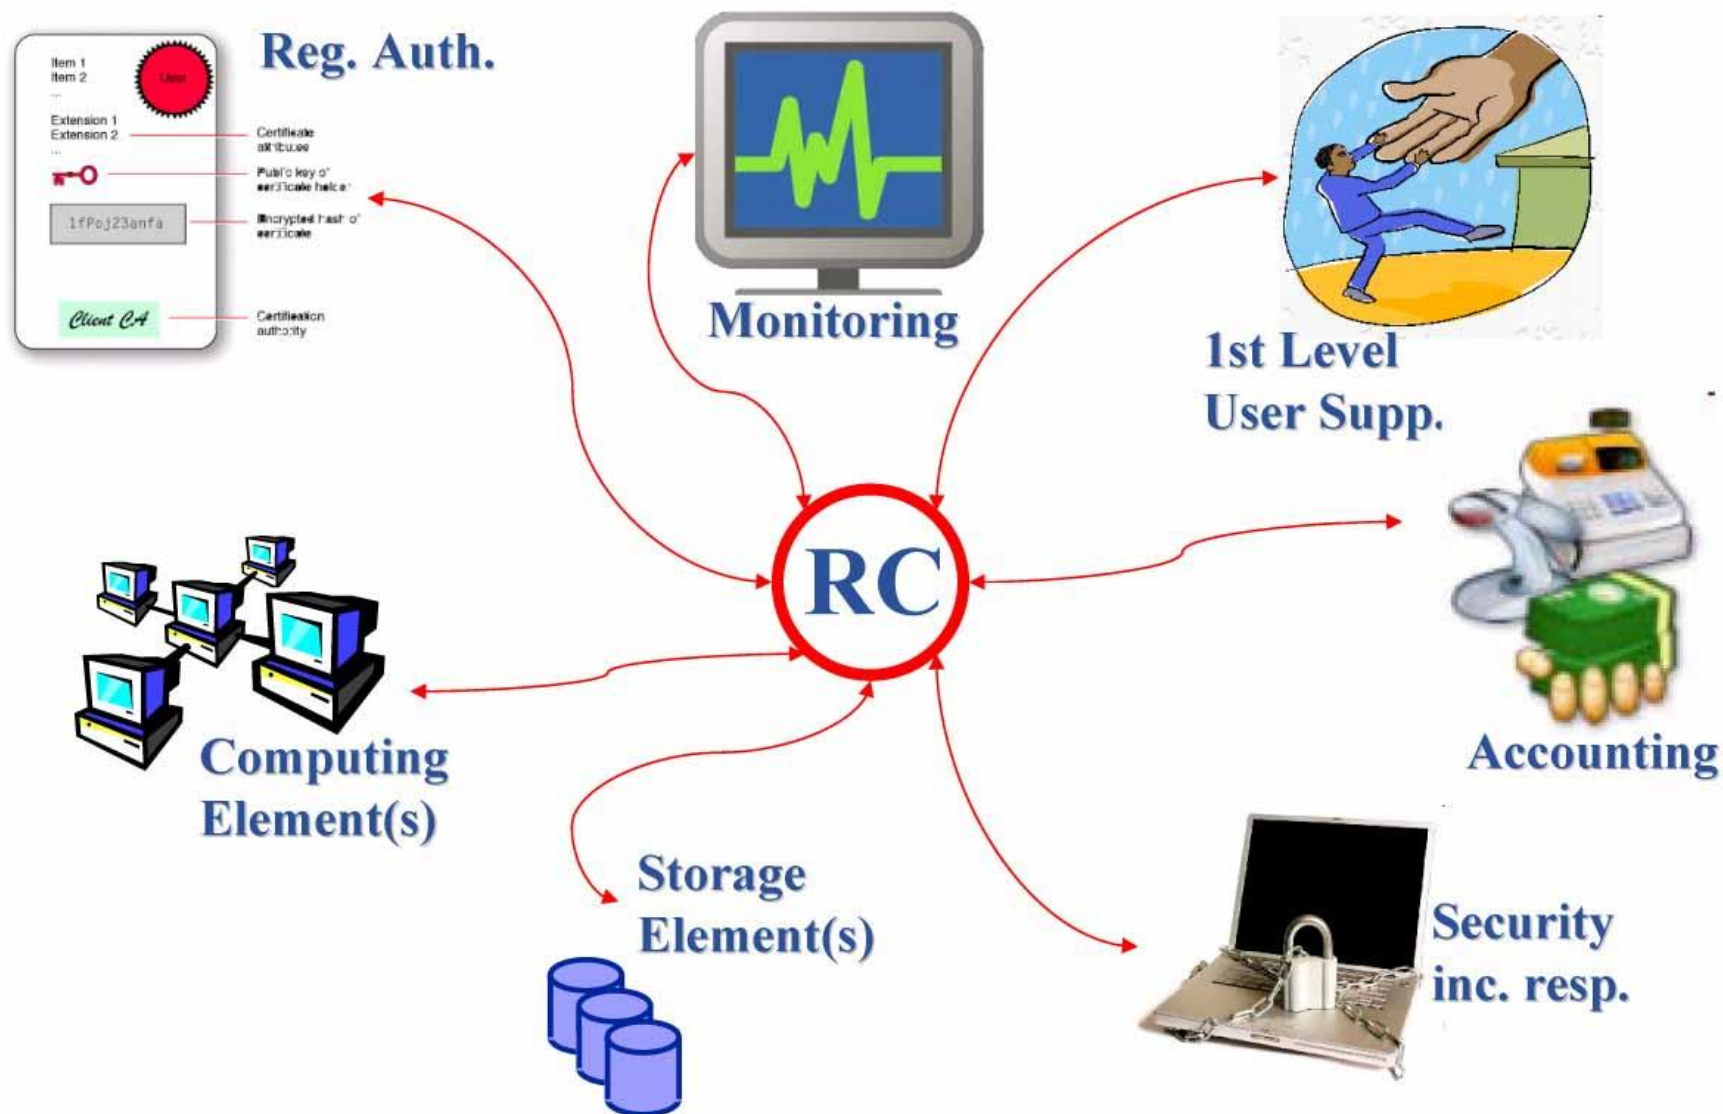 Reg. Auth.
Item 1
Item 2
...
User
Extension 1
Extension 2
...
Certificate
attributes
Public key of
certificate holder
1fPoj23anfa
Encrypted hash of
certificate
Client CA
Certification
authority
Monitoring
1st Level
User Supp.
RC
Accounting
Computing
Element(s)
Storage
Element(s)
Security
inc. resp.